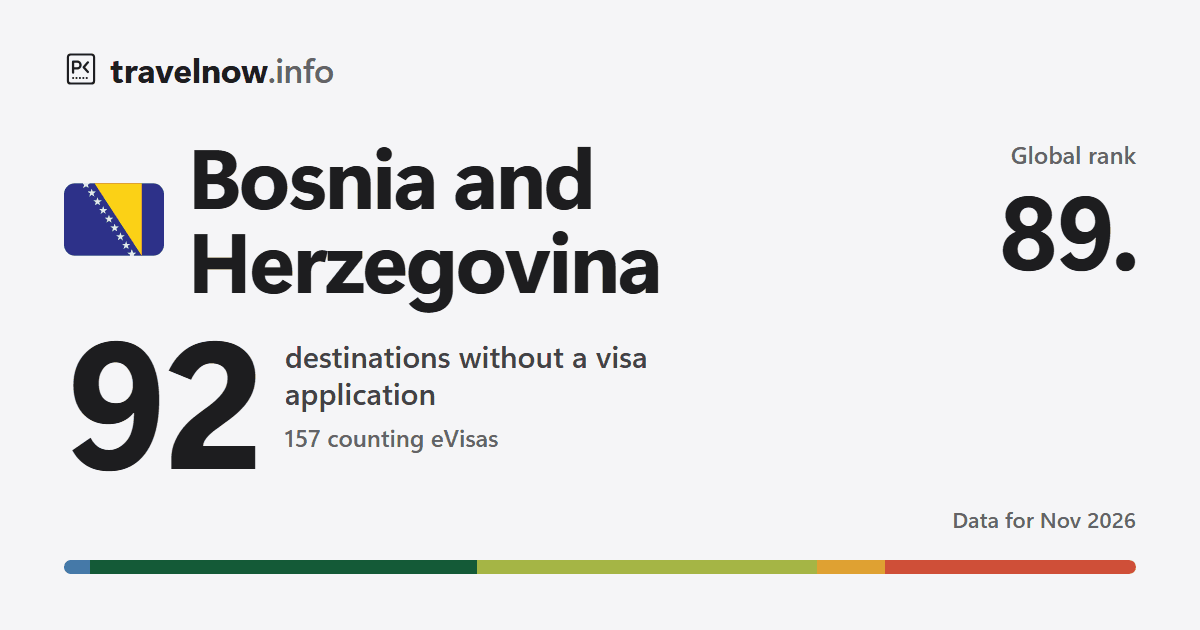 travelnow.info
Bosnia and
Herzegovina
Global rank
89.
92
destinations without a visa
application
157 counting eVisas
Data for Nov 2026